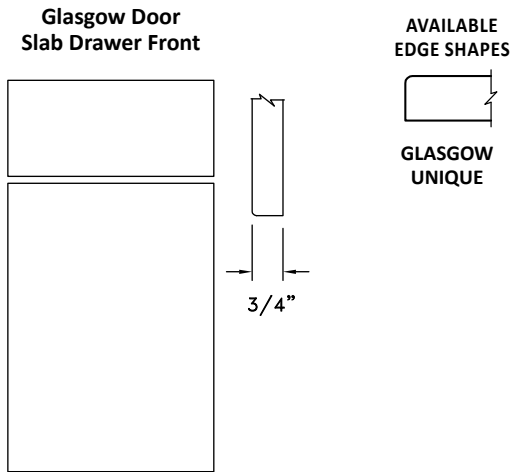 Glasgow Door
Slab Drawer Front
3/4”
AVAILABLE
EDGE SHAPES
GLASGOW
UNIQUE